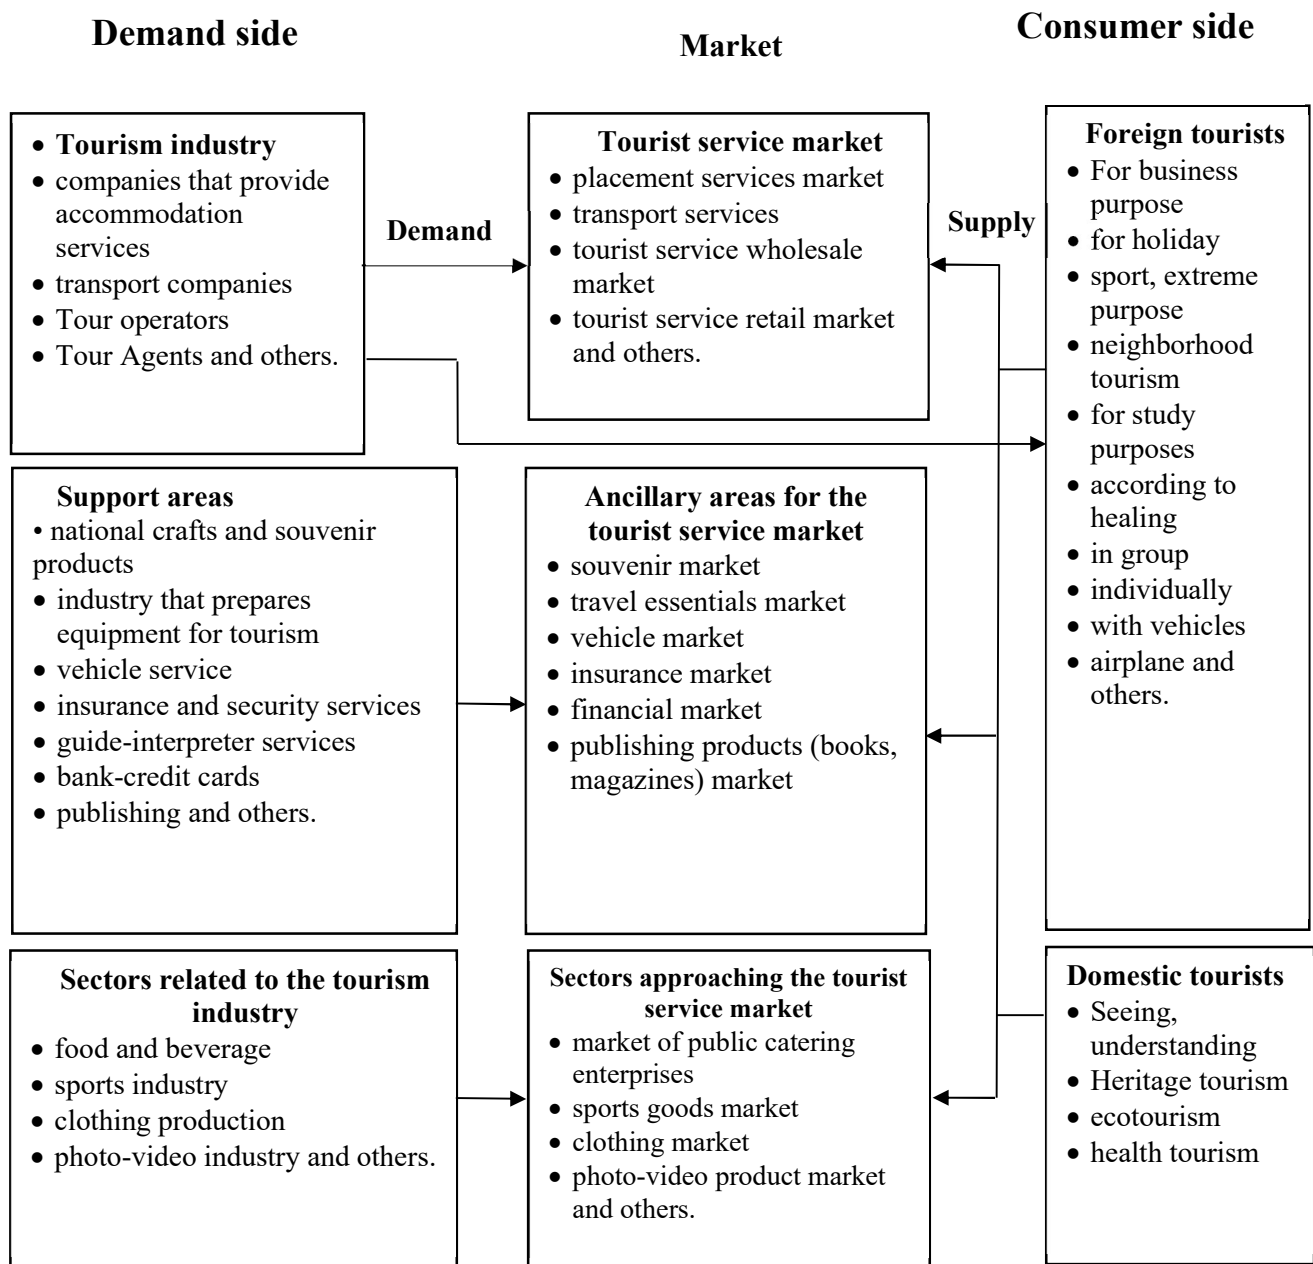 Demand side
Market
Consumer side
• Tourism industry
• companies that provide
accommodation
services
• transport companies
• Tour operators
• Tour Agents and others.
Demand
Tourist service market
• placement services market
• transport services
• tourist service wholesale
market
• tourist service retail market
and others.
Supply
Foreign tourists
• For business
purpose
• for holiday
• sport, extreme
purpose
• neighborhood
tourism
• for study
purposes
• according to
healing
• in group
• individually
• with vehicles
• airplane and
others.
Support areas
• national crafts and souvenir
products
• industry that prepares
equipment for tourism
• vehicle service
• insurance and security services
• guide-interpreter services
• bank-credit cards
• publishing and others.
Ancillary areas for the
tourist service market
• souvenir market
• travel essentials market
• vehicle market
• insurance market
• financial market
• publishing products (books,
magazines) market
Sectors related to the tourism
industry
• food and beverage
• sports industry
• clothing production
• photo-video industry and others.
Sectors approaching the tourist
service market
• market of public catering
enterprises
• sports goods market
• clothing market
• photo-video product market
and others.
Domestic tourists
• Seeing,
understanding
• Heritage tourism
• ecotourism
• health tourism